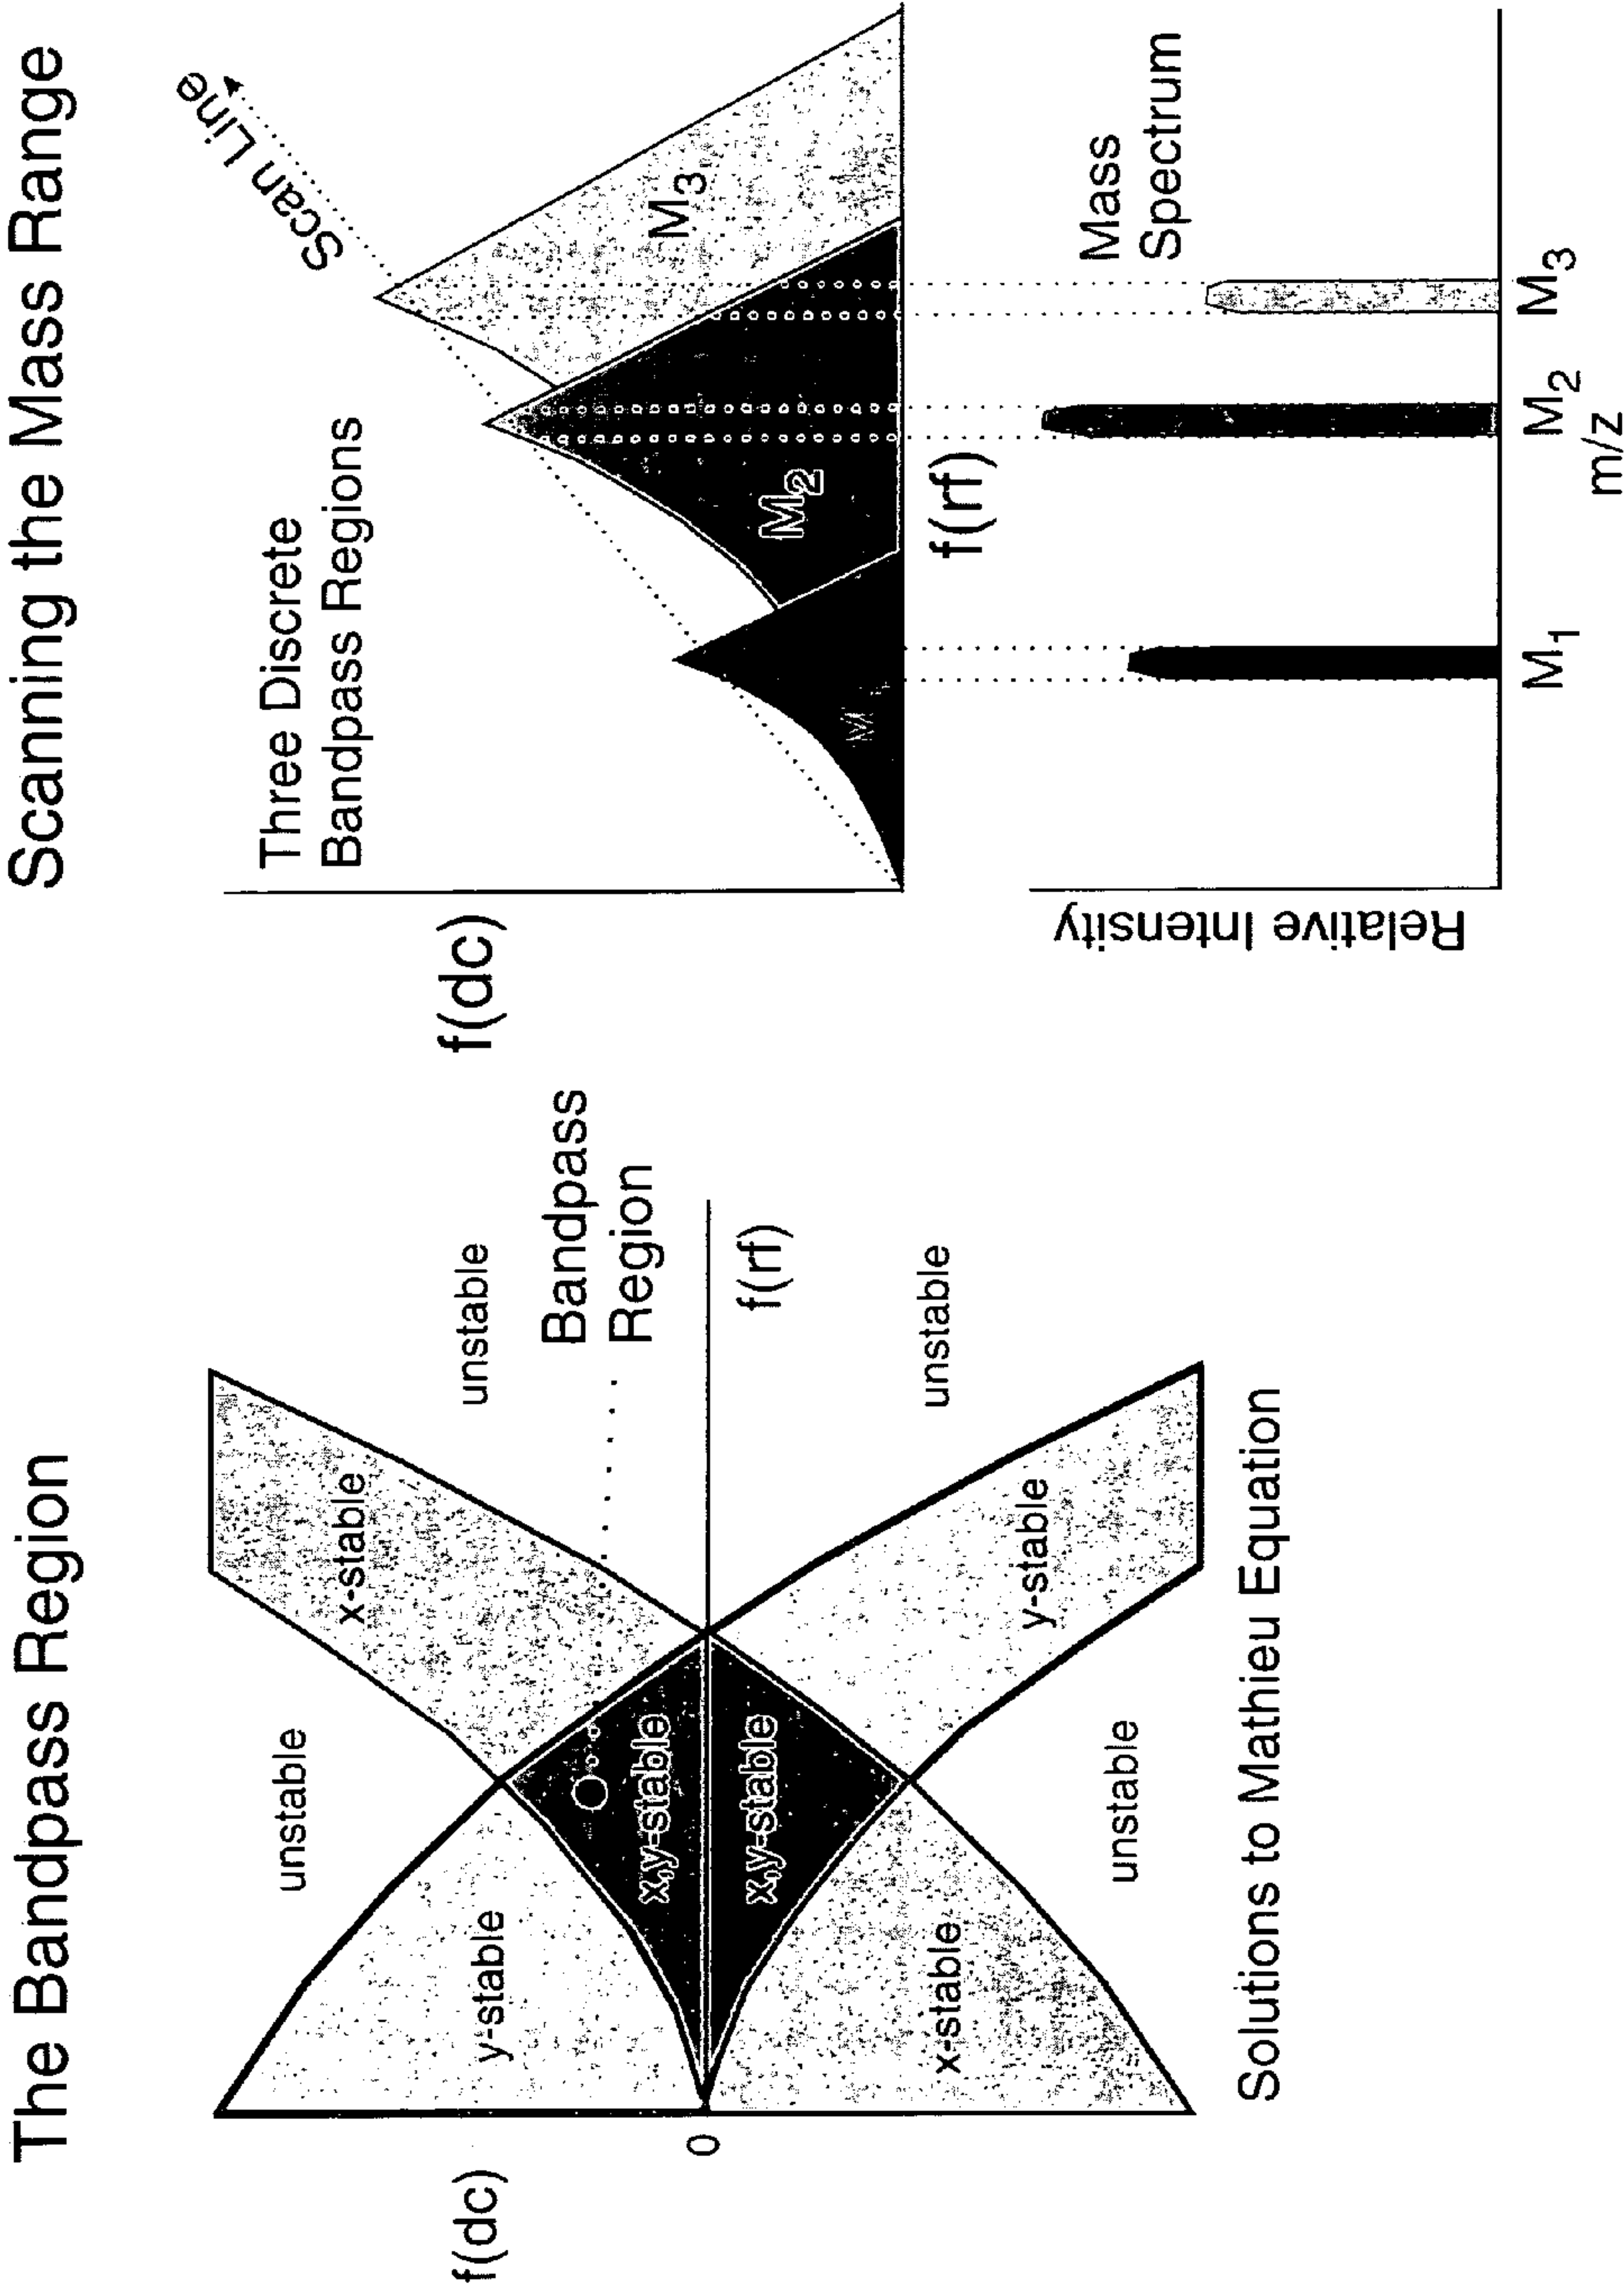 The Bandpass Region
f(dc)
0
unstable
y-stable
x-stable
unstable
x,y-stable
x,y-stable
Bandpass
Region
f(rf)
x-stable
y-stable
unstable
unstable
Solutions to Mathieu Equation
Scanning the Mass Range
Three Discrete
Bandpass Regions
Scan Line
f(dc)
M
M2
M3
f(rf)
Relative Intensity
Mass
Spectrum
M1
M2
M3
m/z